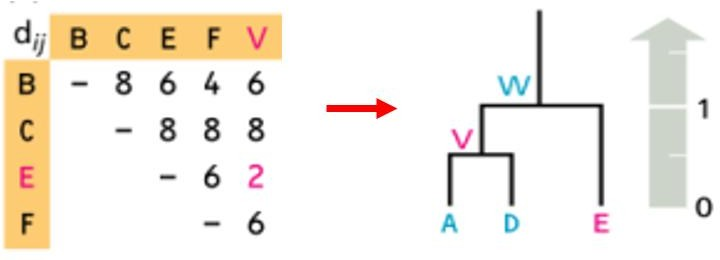 dij B C E F V
B - 8 6 4 6
C - 8 8 8
E - 6 2
F - 6
W
V
A D E
1
0